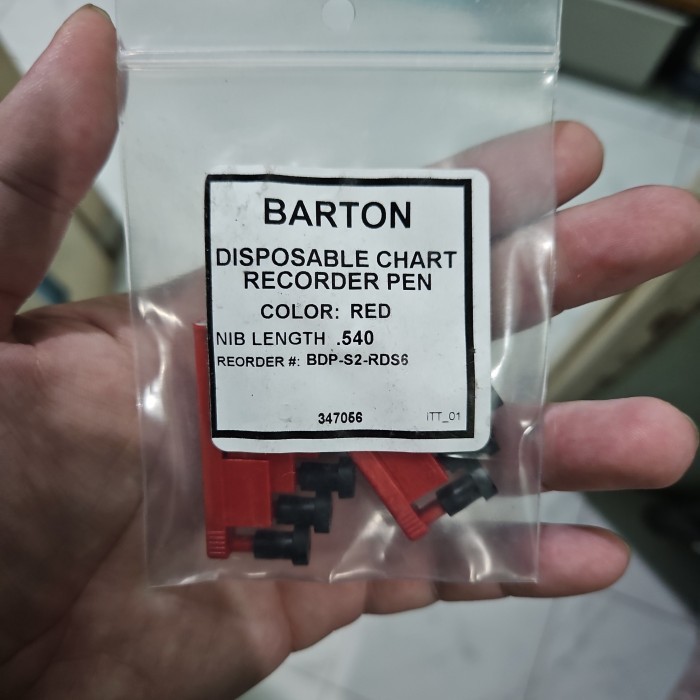 BARTON
DISPOSABLE CHART
RECORDER PEN
COLOR: RED
NIB LENGTH .540
REORDER #: BDP-S2-RDS6
347056 ITT_01